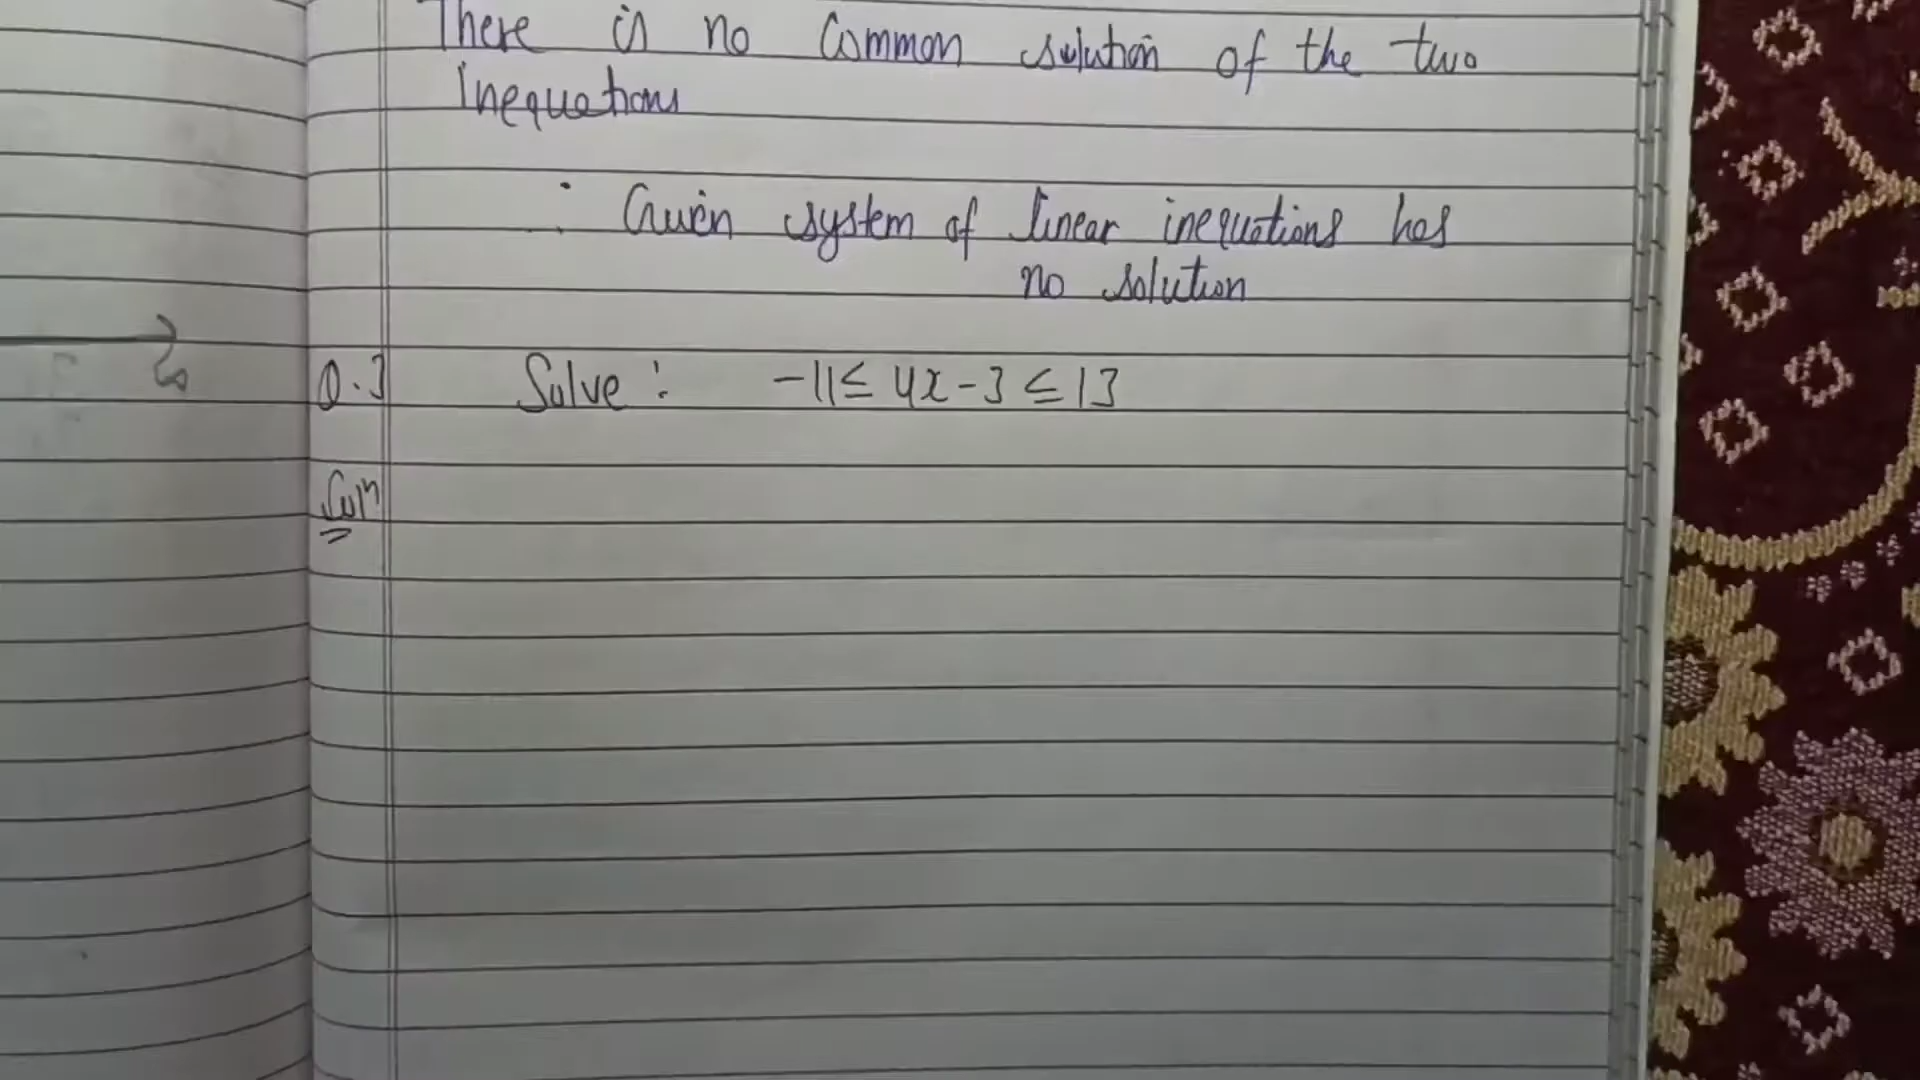 There is no common solution of the two
inequations
∴ Given system of linear inequations has
no solution
Q.3 Solve : -11 ≤ 4x - 3 ≤ 13
Solⁿ